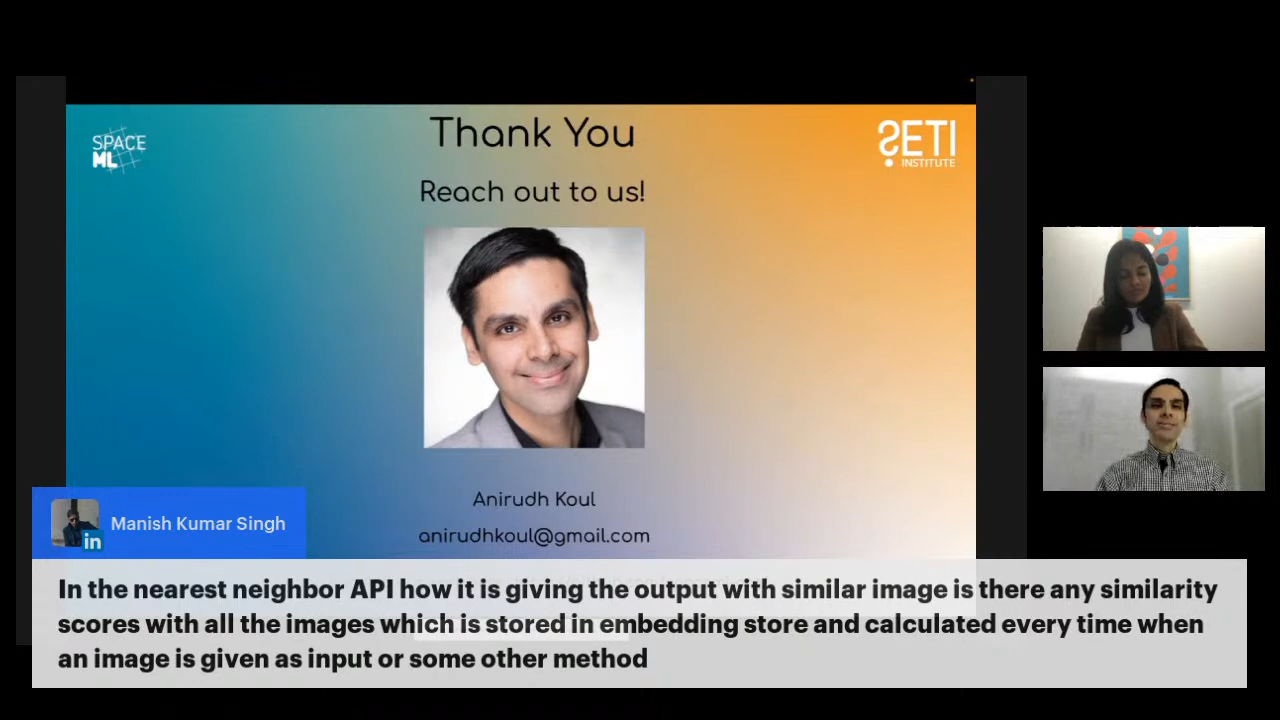 SPACE
ML
Thank You
SETI
INSTITUTE
Reach out to us!
Anirudh Koul
anirudhkoul@gmail.com
in
Manish Kumar Singh
In the nearest neighbor API how it is giving the output with similar image is there any similarity
scores with all the images which is stored in embedding store and calculated every time when
an image is given as input or some other method